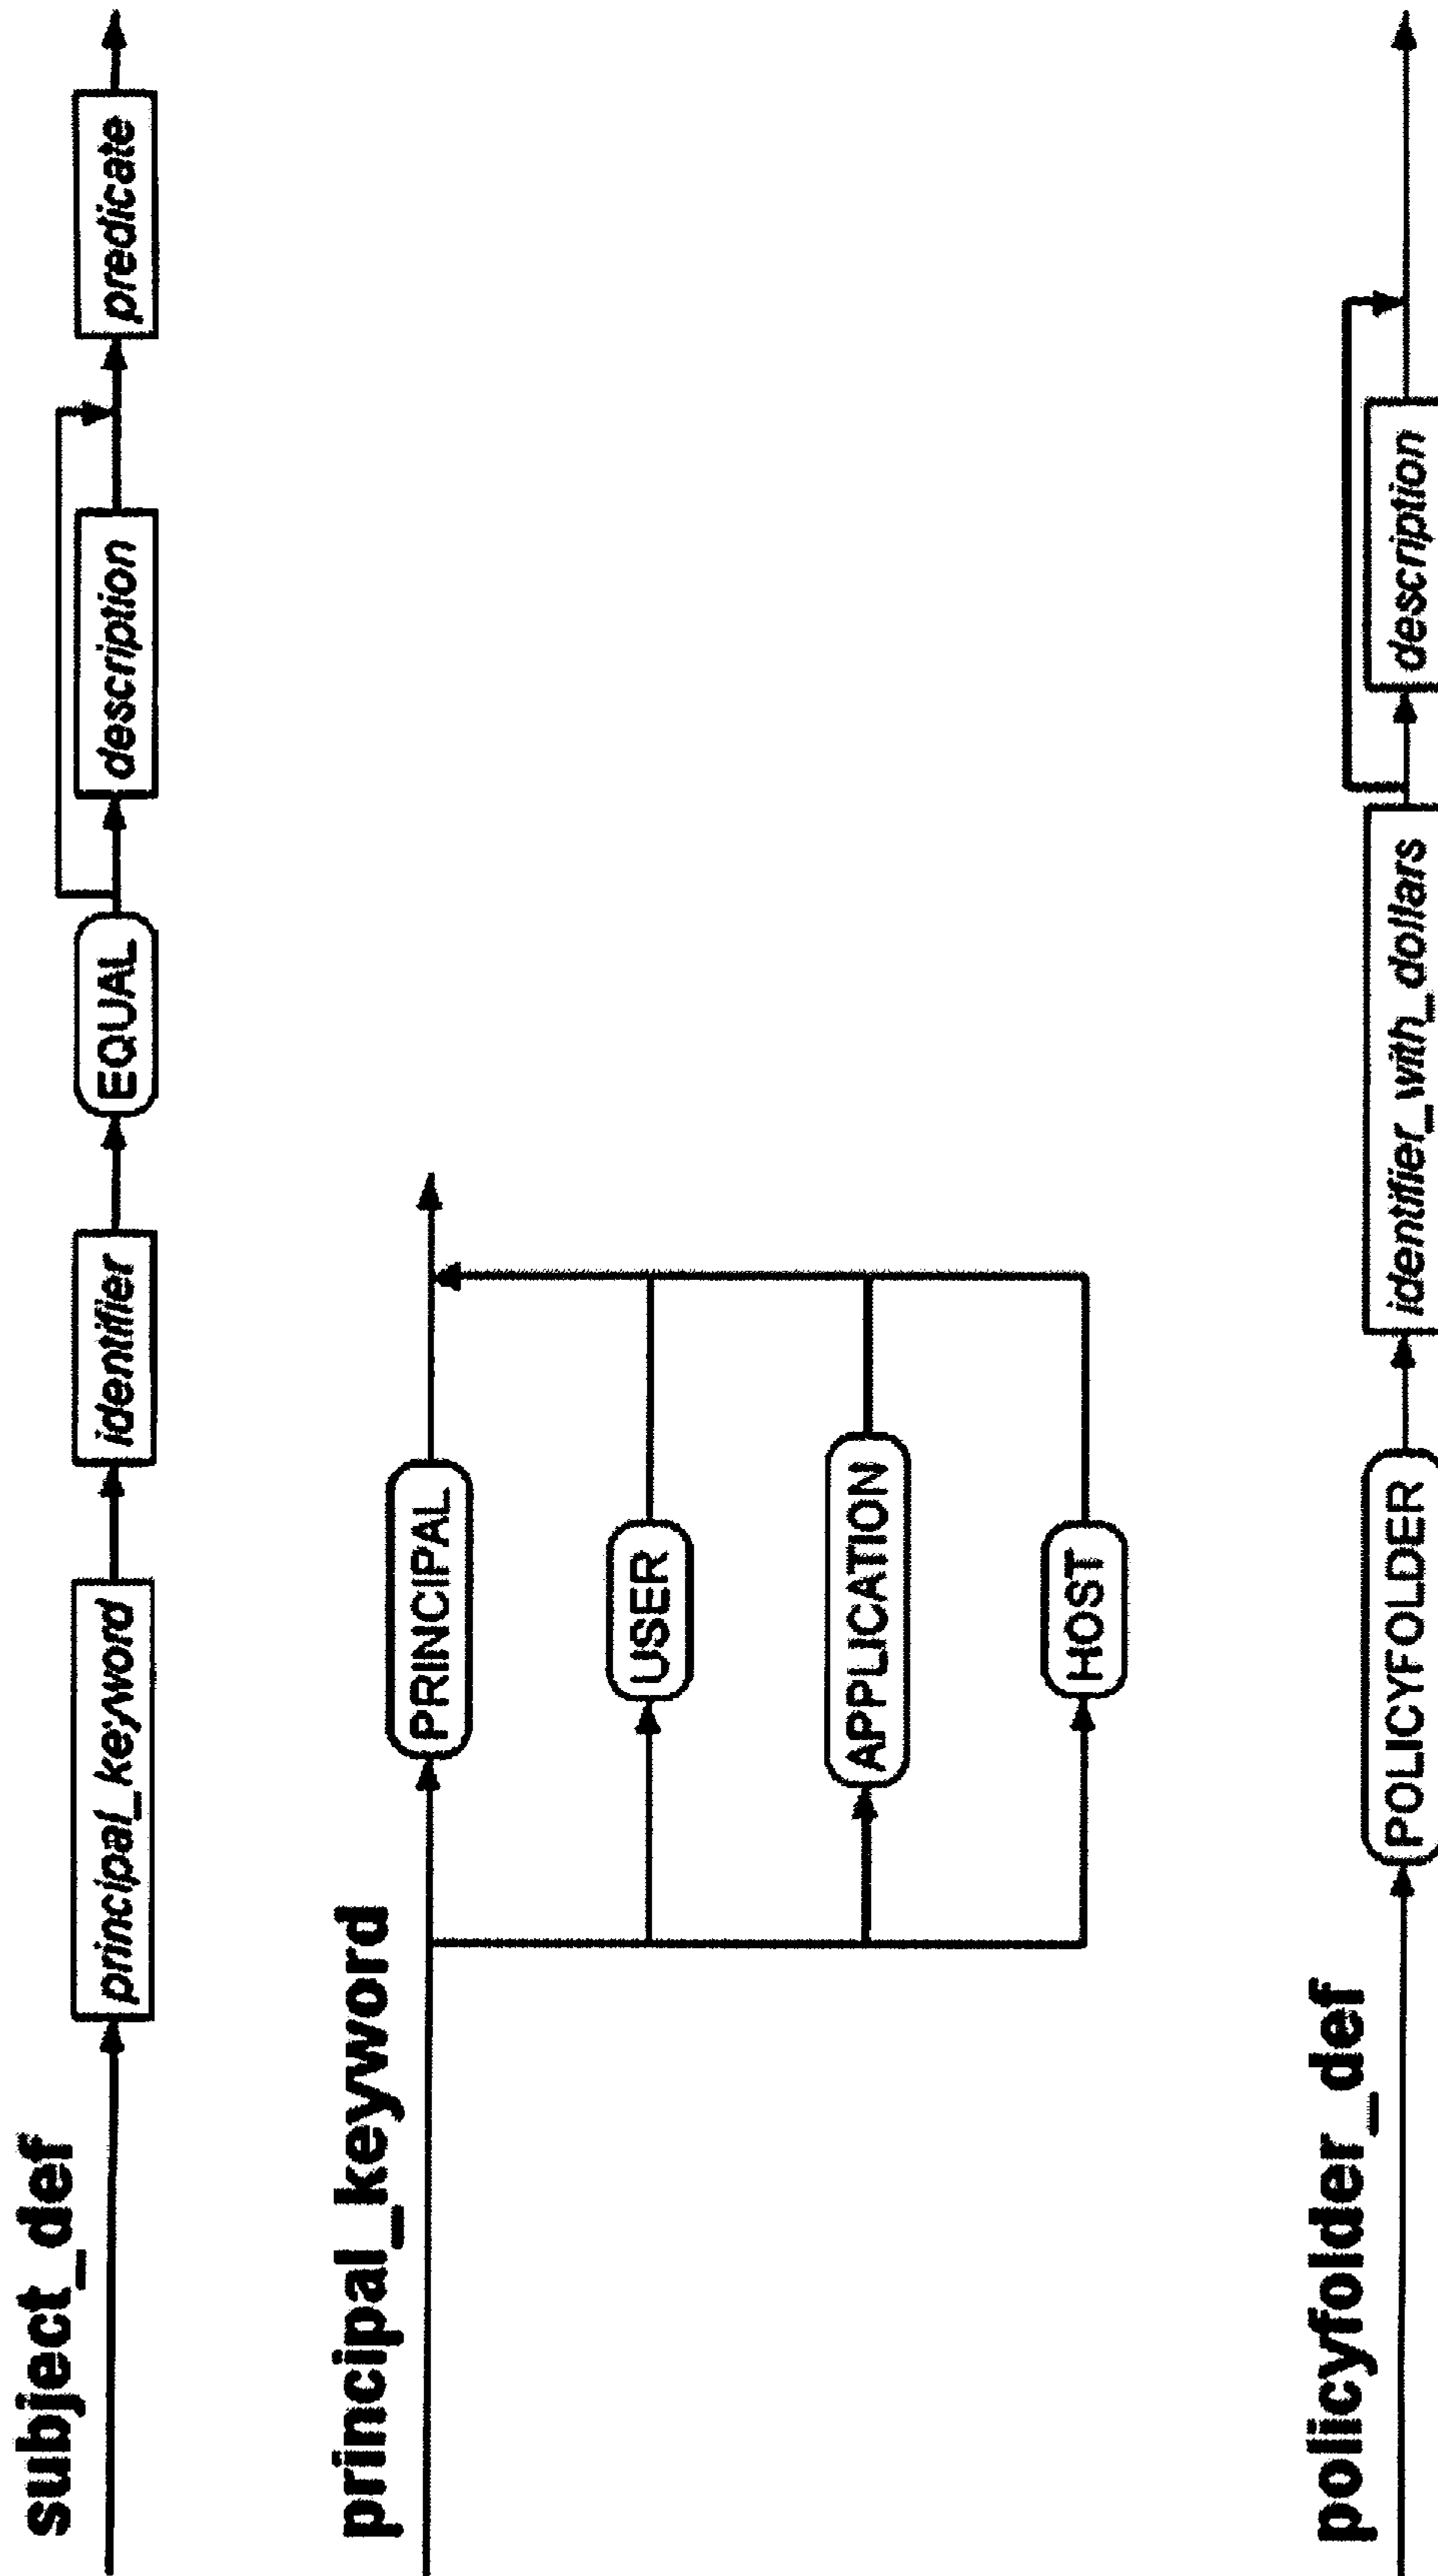 subject_def
principal_keyword
identifier
EQUAL
description
predicate
principal_keyword
PRINCIPAL
USER
APPLICATION
HOST
policyfolder_def
POLICYFOLDER
identifier_with_dollars
description